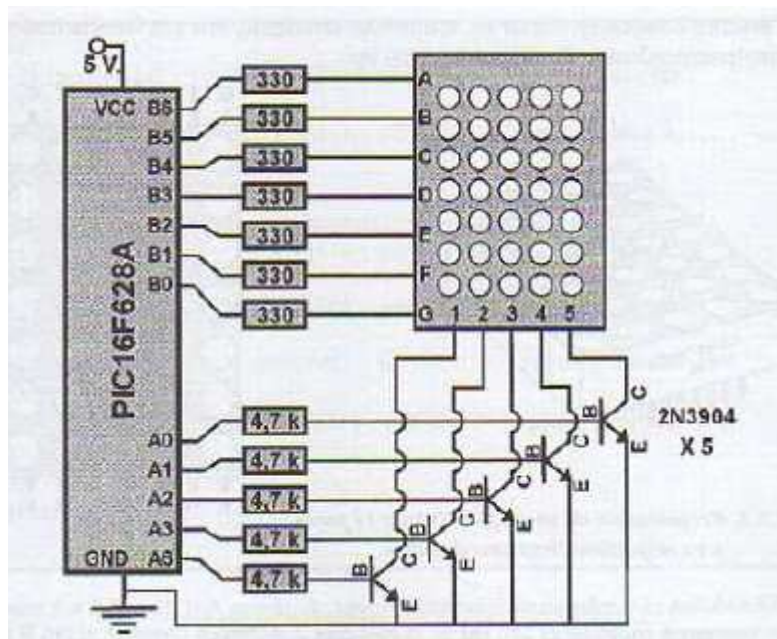 5 V.
VCC B6
B5
B4
B3
B2
B1
B0
330
330
330
330
330
330
330
A
B
C
D
E
F
G
1 2 3 4 5
PIC16F628A
A0
A1
A2
A3
GND A6
4,7 k
4,7 k
4,7 k
4,7 k
4,7 k
B C E
B C E
B C E
B C E
B C E
2N3904
X 5